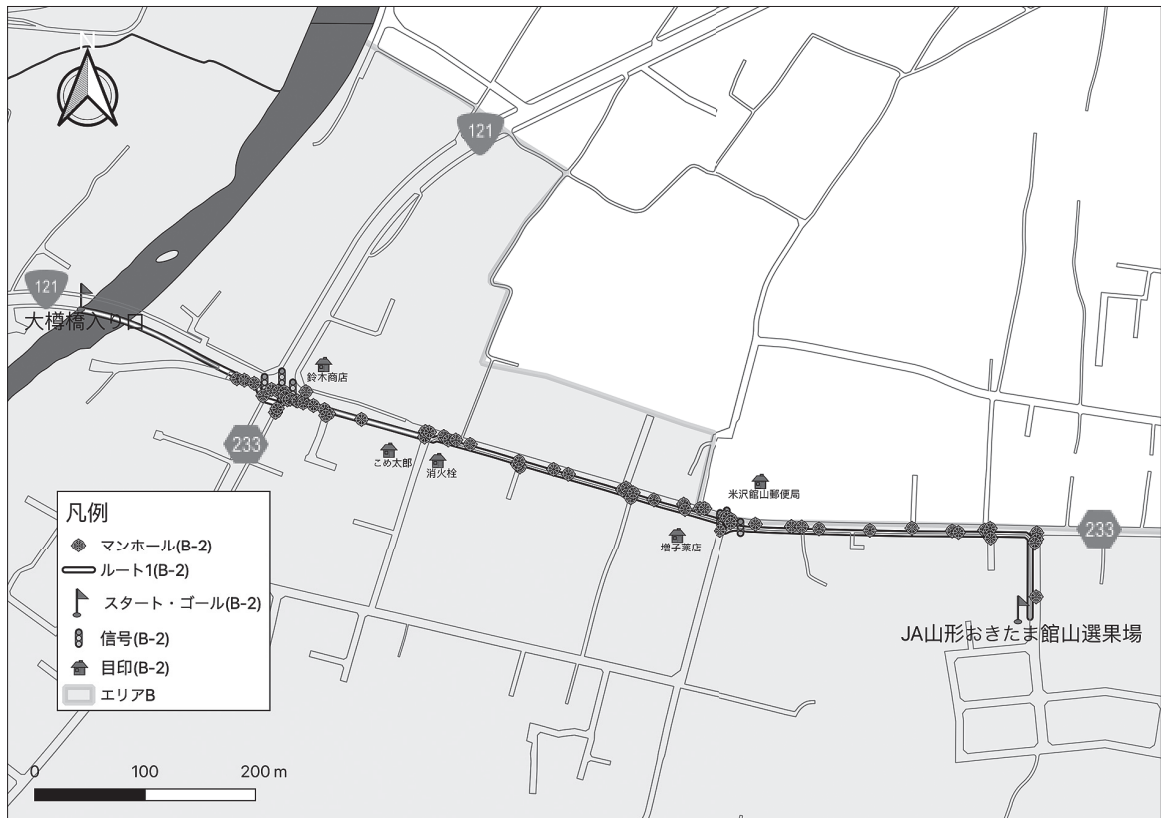 N
121
121
大樽橋入り口
鈴木商店
233
こめ太郎
消火栓
米沢館山郵便局
増子薬店
233
JA山形おきたま館山選果場
凡例
マンホール(B-2)
ルート1(B-2)
スタート・ゴール(B-2)
信号(B-2)
目印(B-2)
エリアB
0 100 200 m